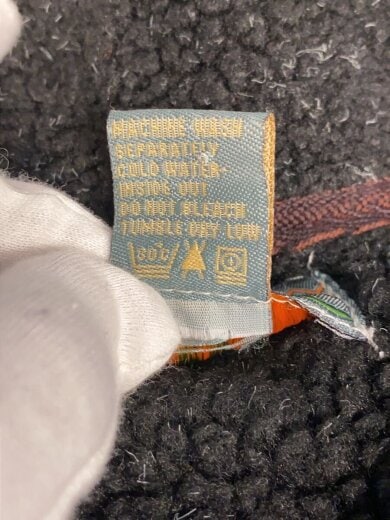 MACHINE WASH
SEPARATELY
COLD WATER-
INSIDE OUT
DO NOT BLEACH
TUMBLE DRY LOW